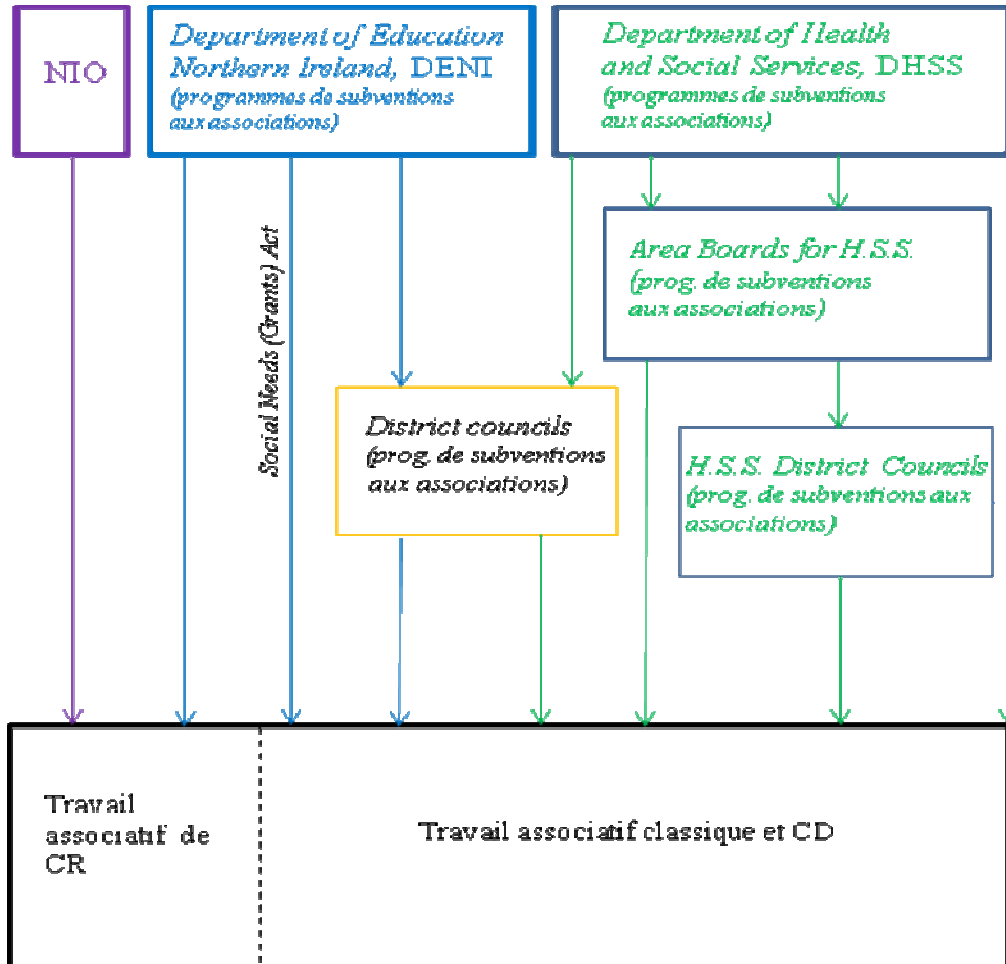 NIO
Department of Education
Northern Ireland, DENI
(programmes de subventions
aux associations)
Department of Health
and Social Services, DHSS
(programmes de subventions
aux associations)
Social Needs (Grants) Act
Area Boards for H.S.S.
(prog. de subventions
aux associations)
District councils
(prog. de subventions
aux associations)
H.S.S. District Councils
(prog. de subventions aux
associations)
Travail
associatif de
CR
Travail associatif classique et CD